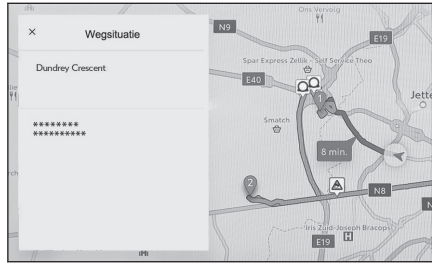 Wegsituatie
Dundrey Crescent
********
**********
N9
Ons Vervolg
E19
Spar Express Zellik - Self Service Theo
E40
1
Jette
Smatch
8 min.
2
N8
Iris Zuid-Joseph Bracops
H
E19